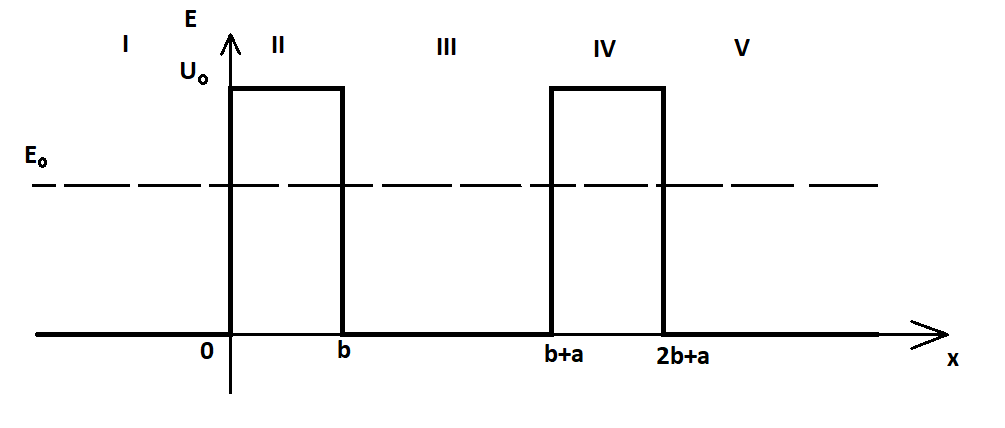 E
I II III IV V
U₀
E₀
0 b b+a 2b+a x